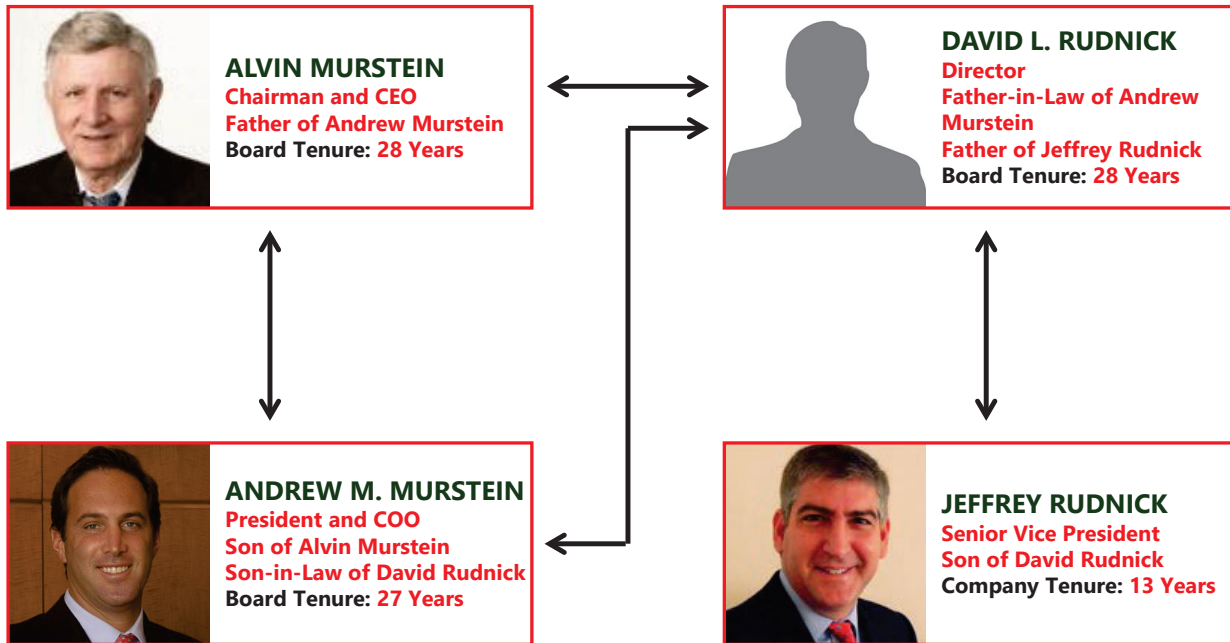 ALVIN MURSTEIN
Chairman and CEO
Father of Andrew Murstein
Board Tenure: 28 Years
DAVID L. RUDNICK
Director
Father-in-Law of Andrew
Murstein
Father of Jeffrey Rudnick
Board Tenure: 28 Years
ANDREW M. MURSTEIN
President and COO
Son of Alvin Murstein
Son-in-Law of David Rudnick
Board Tenure: 27 Years
JEFFREY RUDNICK
Senior Vice President
Son of David Rudnick
Company Tenure: 13 Years